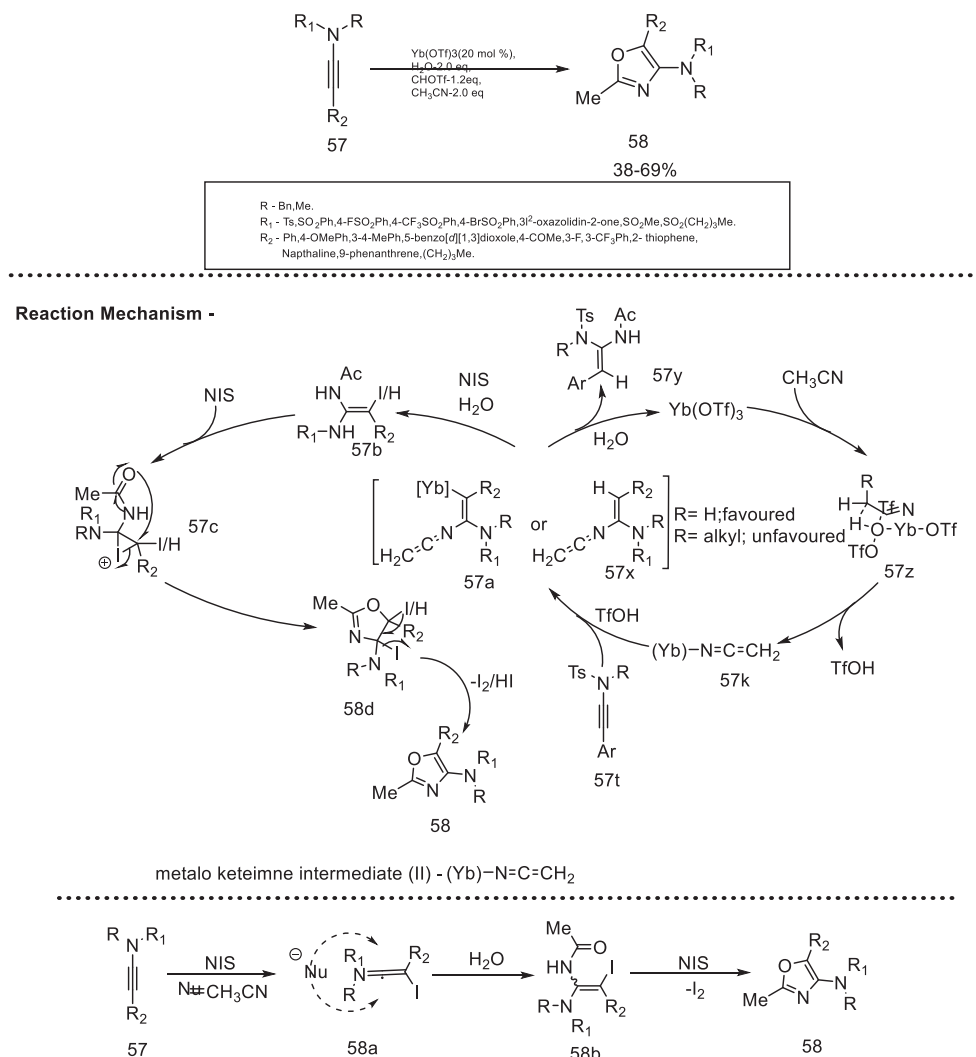 R₁ R
N
R₂
57
Yb(OTf)3(20 mol %),
H₂O-2.0 eq,
CHOTf-1.2eq,
CH₃CN-2.0 eq
R₂
O R₁
N
Me N R
58
38-69%
R - Bn,Me.
R₁ - Ts,SO₂Ph,4-FSO₂Ph,4-CF₃SO₂Ph,4-BrSO₂Ph,3l²-oxazolidin-2-one,SO₂Me,SO₂(CH₂)₃Me.
R₂ - Ph,4-OMePh,3-4-MePh,5-benzo[d][1,3]dioxole,4-COMe,3-F,3-CF₃Ph,2- thiophene,
Napthaline,9-phenanthrene,(CH₂)₃Me.
Reaction Mechanism -
Ts Ac
N NH
R
Ar H
57y
CH₃CN
Yb(OTf)₃
H₂O
NIS
H₂O
Ac
HN I/H
R₁-NH R₂
57b
NIS
O
Me
NH
R₁
RN I/H
I
⊕ R₂
57c
[Yb] R₂
N R
H₂C=C=N N
R₁
57a
or
H R₂
N R
H₂C=C=N N
R₁
57x
R= H;favoured
R= alkyl; unfavoured
R
H Tf N
H O-Yb-OTf
TfO
57z
TfOH
(Yb)-N=C=CH₂
57k
TfOH
Ts R
N
Ar
57t
Me O I/H
N R₂
I
R-N
R₁
58d
-I₂/HI
R₂
O R₁
N
Me N R
58
metalo keteimne intermediate (II) - (Yb)-N=C=CH₂
R R₁
N
R₂
57
NIS
Nu=CH₃CN
⊖
Nu
R₁ R₂
N
R I
58a
H₂O
Me
O
HN I
R-N R₂
R₁
58b
NIS
-I₂
R₂
O R₁
N
Me N R
58